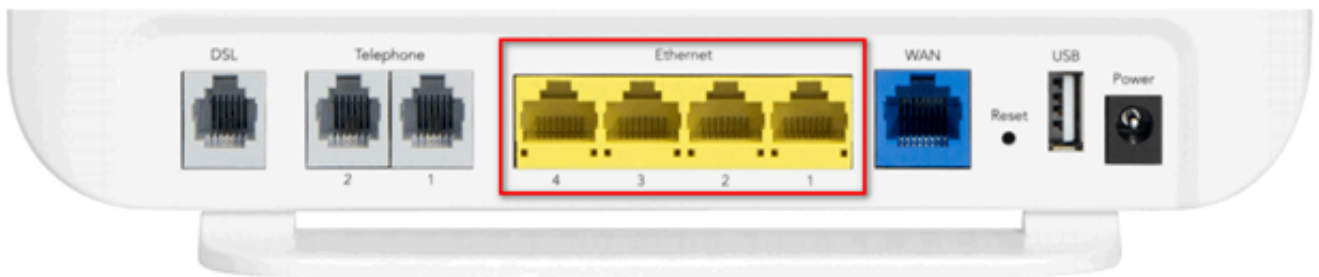 DSL
Telephone
Ethernet
WAN
USB
Power
Reset
2
1
4
3
2
1